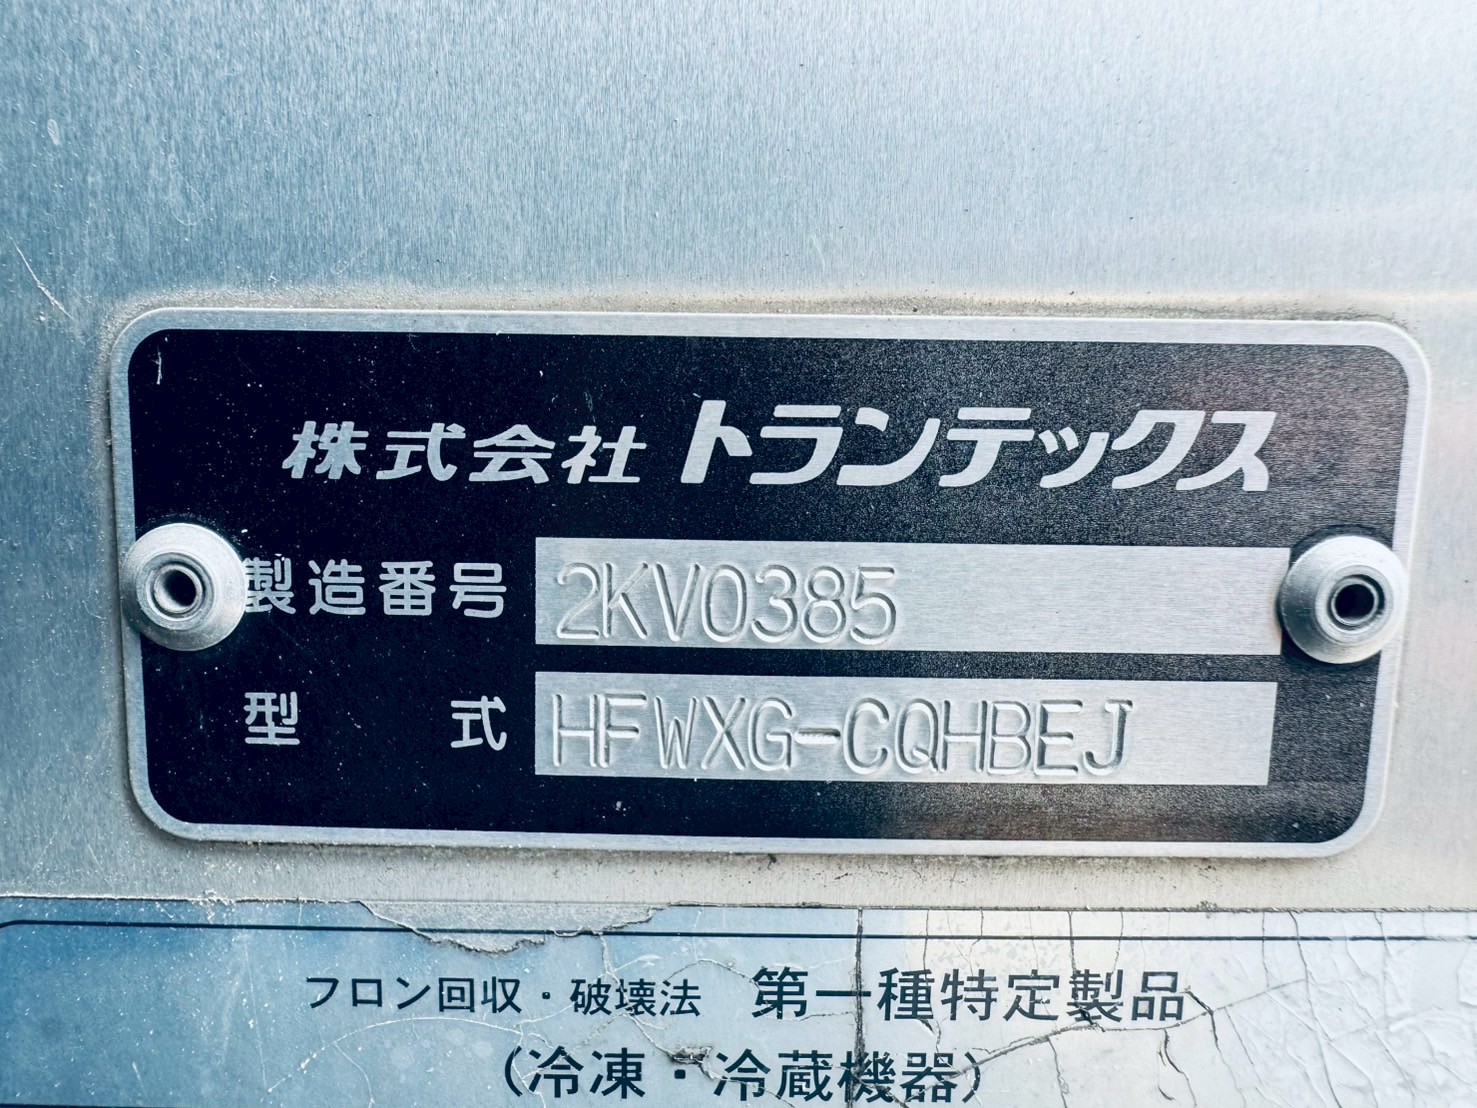 株式会社 トランテックス
製造番号 2KV0385
型式 HFWXG-CQHBEJ
フロン回収・破壊法 第一種特定製品
(冷凍・冷蔵機器)